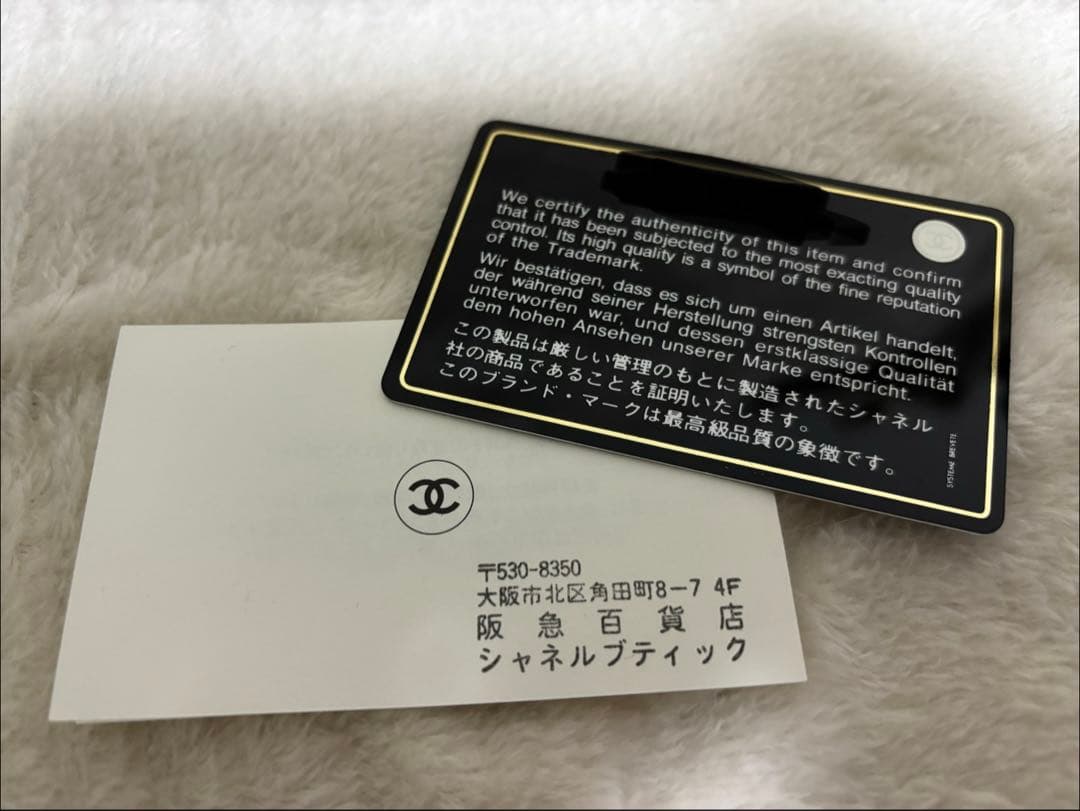 We certify the authenticity of this item and confirm
that it has been subjected to the most exacting quality
control. Its high quality is a symbol of the fine reputation
of the Trademark.
Wir bestätigen, dass es sich um einen Artikel handelt,
der während seiner Herstellung strengsten Kontrollen
unterworfen war, und dessen erstklassige Qualität
dem hohen Ansehen unserer Marke entspricht.
この製品は厳しい管理のもとに製造されたシャネル
社の商品であることを証明いたします。
このブランド・マークは最高級品質の象徴です。
SYSTEME BREVETE
〒530-8350
大阪市北区角田町8-7 4F
阪急百貨店
シャネルブティック